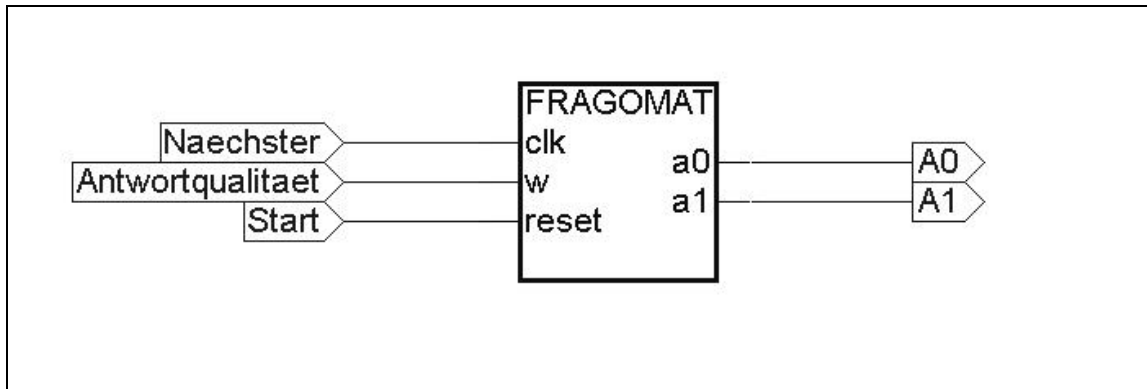 FRAGOMAT
Naechster
clk
a0
A0
Antwortqualitaet
w
a1
A1
Start
reset